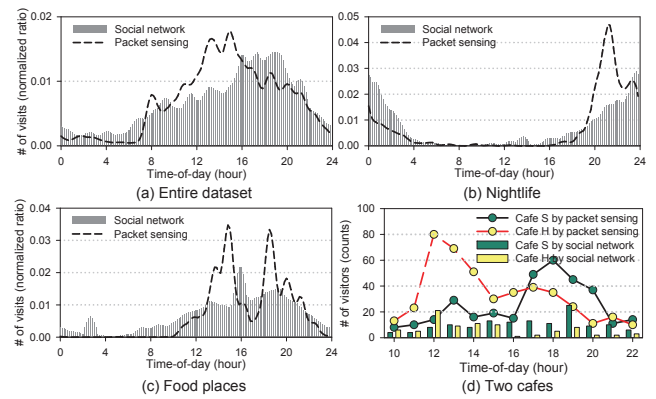 0.02
Social network
Packet sensing
0.01
0.00
# of visits (normalized ratio)
0 4 8 12 16 20 24
Time-of-day (hour)
(a) Entire dataset
0.05
Social network
Packet sensing
0.04
0.03
0.02
0.01
0.00
0 4 8 12 16 20 24
Time-of-day (hour)
(b) Nightlife
0.04
Social network
Packet sensing
0.03
0.02
0.01
0.00
# of visits (normalized ratio)
0 4 8 12 16 20 24
Time-of-day (hour)
(c) Food places
100
Cafe S by packet sensing
80
Cafe H by packet sensing
Cafe S by social network
60
Cafe H by social network
40
20
0
# of visitors (counts)
10 12 14 16 18 20 22
Time-of-day (hour)
(d) Two cafes